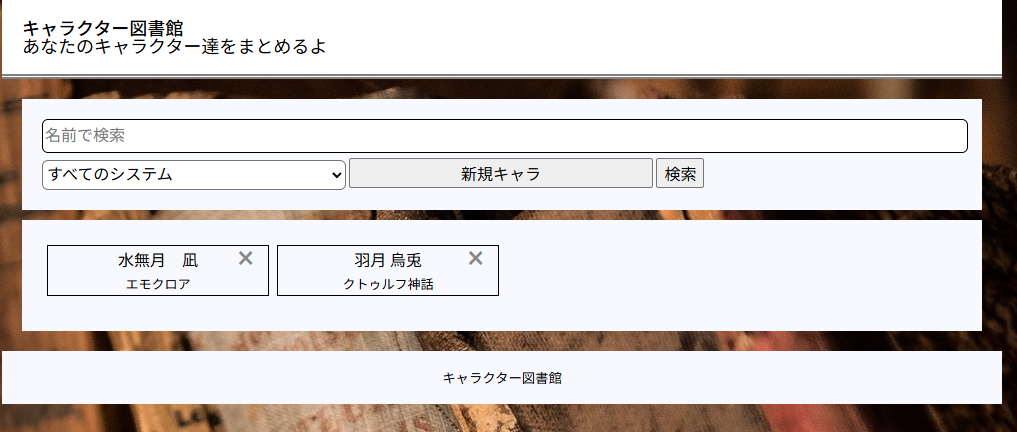 キャラクター図書館
あなたのキャラクター達をまとめるよ
名前で検索
すべてのシステム 新規キャラ 検索
水無月　凪 × 羽月 烏兎 ×
エモクロア クトゥルフ神話
キャラクター図書館